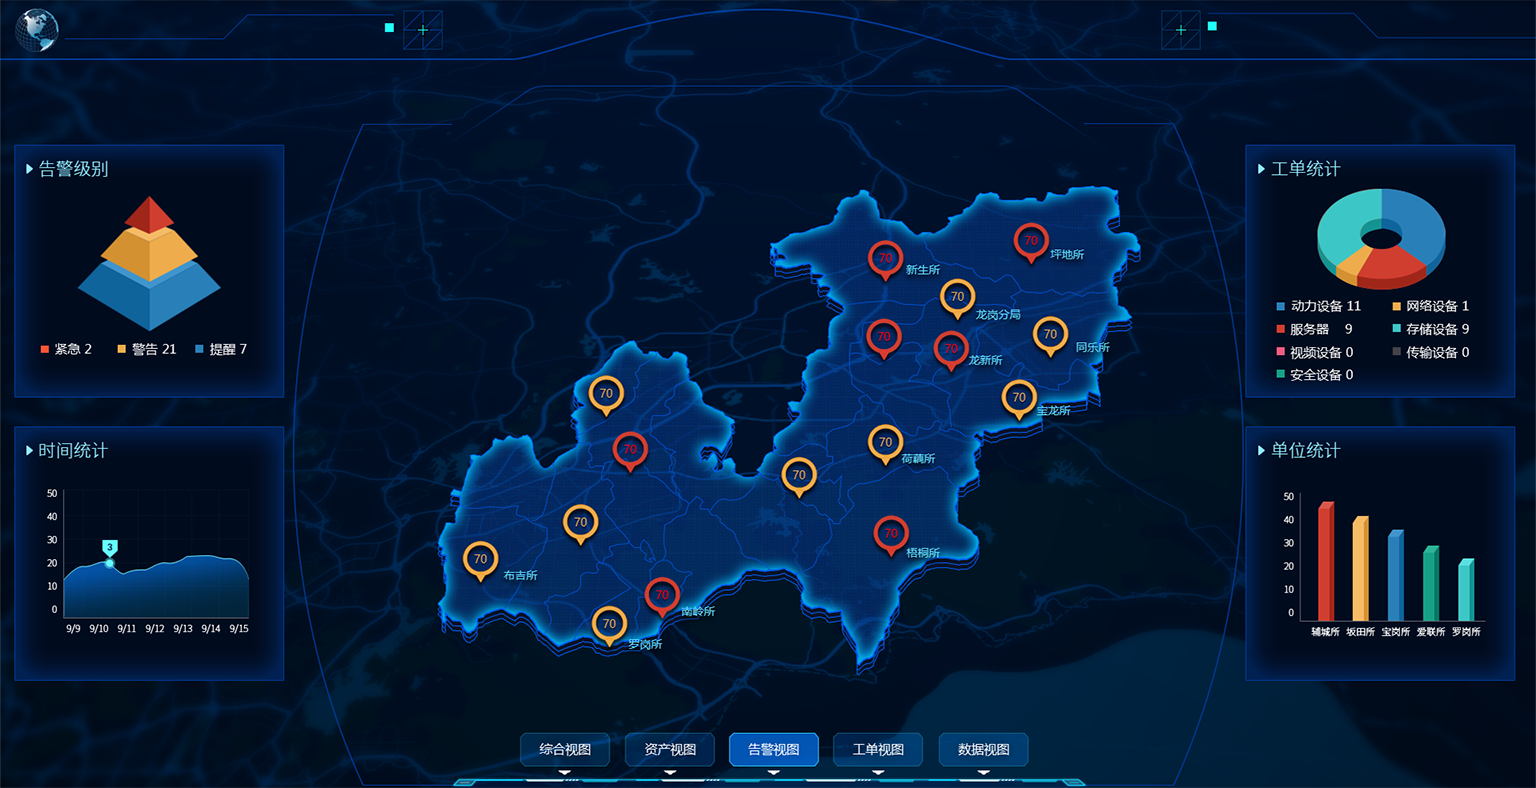 告警级别
紧急 2 警告 21 提醒 7
时间统计
50
40
30
20
10
0
3
9/9 9/10 9/11 9/12 9/13 9/14 9/15
70 坪地所
70 新生所
70 龙岗分局
70 同乐所
70
70 龙新所
70
70 宝龙所
70
70 荷藕所
70
70
70 梧桐所
70 布吉所
70 南岭所
70 罗岗所
工单统计
动力设备 11 网络设备 1
服务器 9 存储设备 9
视频设备 0 传输设备 0
安全设备 0
单位统计
50
40
30
20
10
0
辅城所 坂田所 宝岗所 爱联所 罗岗所
综合视图 资产视图 告警视图 工单视图 数据视图